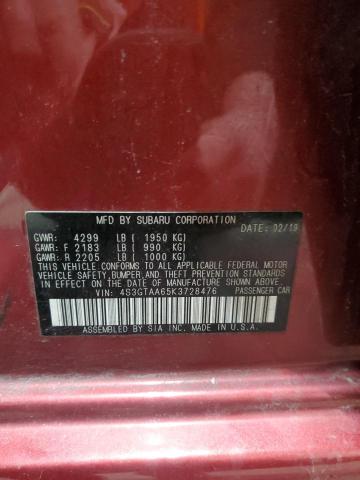 MFD BY SUBARU CORPORATION
DATE: 02/19
GVWR: 4299 LB ( 1950 KG)
GAWR: F 2183 LB ( 990 KG)
GAWR: R 2205 LB ( 1000 KG)
THIS VEHICLE CONFORMS TO ALL APPLICABLE FEDERAL MOTOR
VEHICLE SAFETY, BUMPER, AND THEFT PREVENTION STANDARDS
IN EFFECT ON THE DATE OF MANUFACTURE SHOWN ABOVE.
VIN: 4S3GTAA65K3728476 PASSENGER CAR
ASSEMBLED BY SIA INC. MADE IN U.S.A.